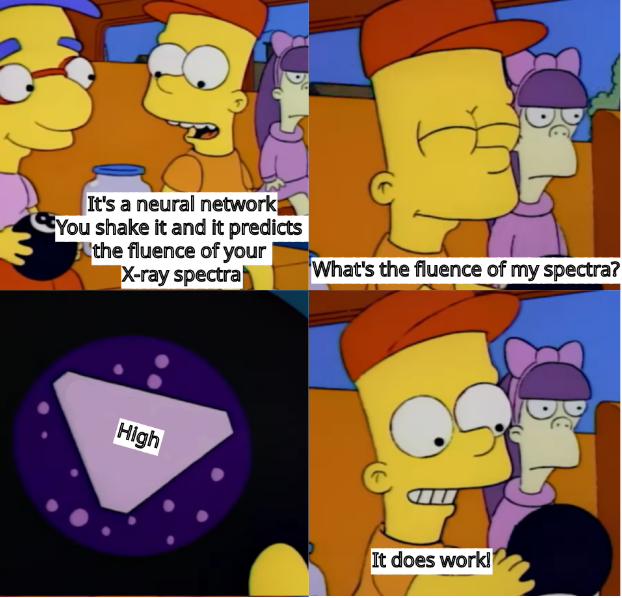 It's a neural network
You shake it and it predicts
the fluence of your
X-ray spectra
What's the fluence of my spectra?
High
It does work!